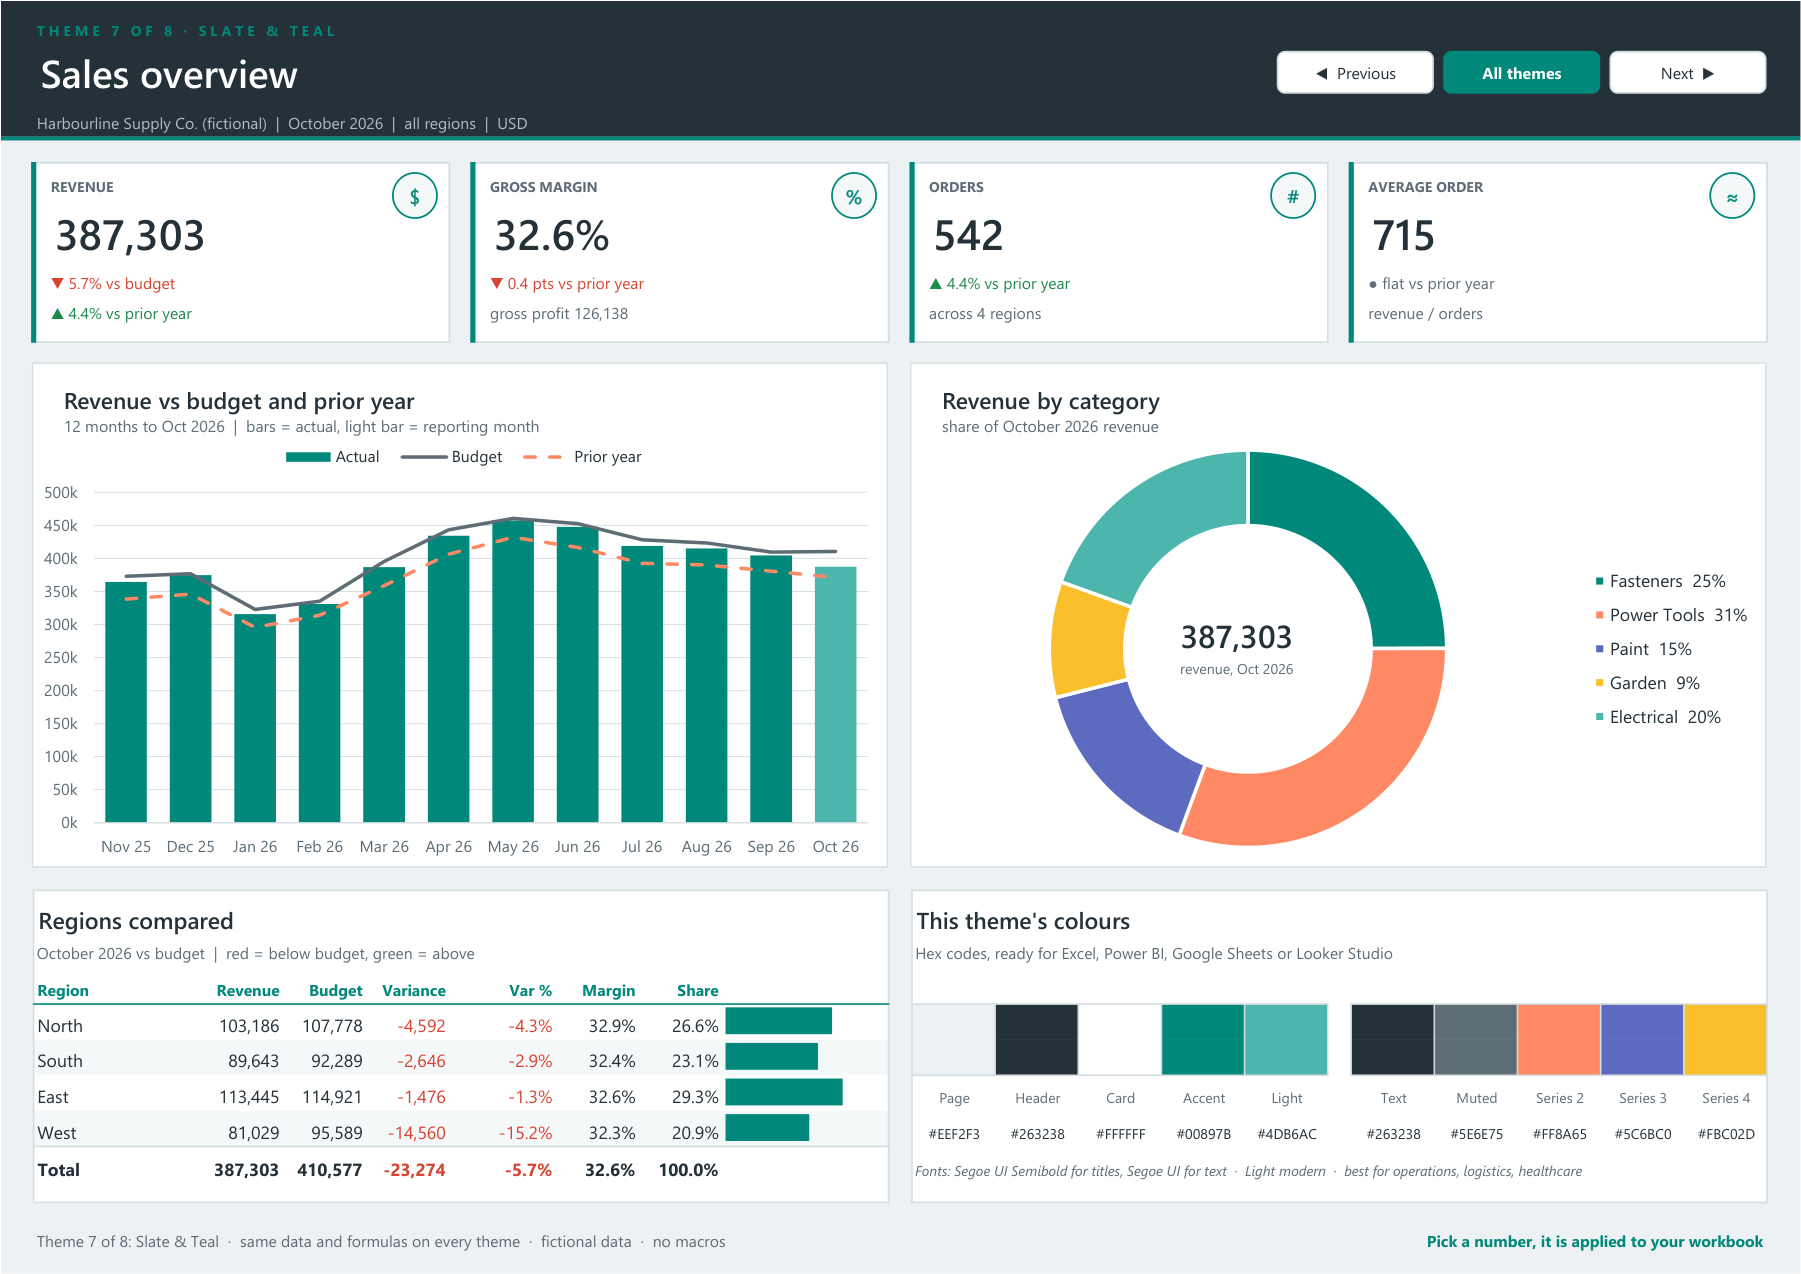 THEME 7 OF 8 · SLATE & TEAL
Sales overview
◀ Previous
All themes
Next ▶
Harbourline Supply Co. (fictional) | October 2026 | all regions | USD
REVENUE
$
387,303
▼ 5.7% vs budget
▲ 4.4% vs prior year
GROSS MARGIN
%
32.6%
▼ 0.4 pts vs prior year
gross profit 126,138
ORDERS
#
542
▲ 4.4% vs prior year
across 4 regions
AVERAGE ORDER
≈
715
● flat vs prior year
revenue / orders
Revenue vs budget and prior year
12 months to Oct 2026 | bars = actual, light bar = reporting month
Actual Budget Prior year
500k
450k
400k
350k
300k
250k
200k
150k
100k
50k
0k
Nov 25 Dec 25 Jan 26 Feb 26 Mar 26 Apr 26 May 26 Jun 26 Jul 26 Aug 26 Sep 26 Oct 26
Revenue by category
share of October 2026 revenue
387,303
revenue, Oct 2026
Fasteners 25%
Power Tools 31%
Paint 15%
Garden 9%
Electrical 20%
Regions compared
October 2026 vs budget | red = below budget, green = above
Region Revenue Budget Variance Var % Margin Share
North 103,186 107,778 -4,592 -4.3% 32.9% 26.6%
South 89,643 92,289 -2,646 -2.9% 32.4% 23.1%
East 113,445 114,921 -1,476 -1.3% 32.6% 29.3%
West 81,029 95,589 -14,560 -15.2% 32.3% 20.9%
Total 387,303 410,577 -23,274 -5.7% 32.6% 100.0%
This theme's colours
Hex codes, ready for Excel, Power BI, Google Sheets or Looker Studio
Page Header Card Accent Light Text Muted Series 2 Series 3 Series 4
#EEF2F3 #263238 #FFFFFF #00897B #4DB6AC #263238 #5E6E75 #FF8A65 #5C6BC0 #FBC02D
Fonts: Segoe UI Semibold for titles, Segoe UI for text · Light modern · best for operations, logistics, healthcare
Theme 7 of 8: Slate & Teal · same data and formulas on every theme · fictional data · no macros
Pick a number, it is applied to your workbook